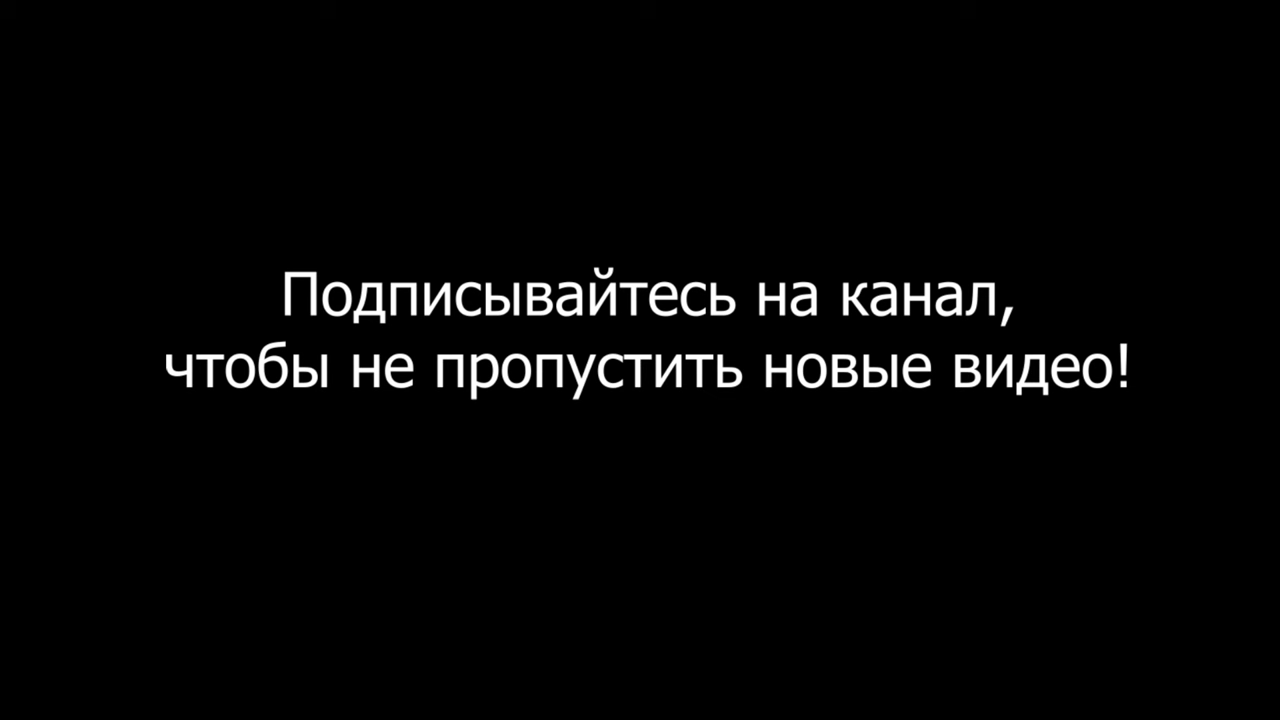 Подписывайтесь на канал,
чтобы не пропустить новые видео!